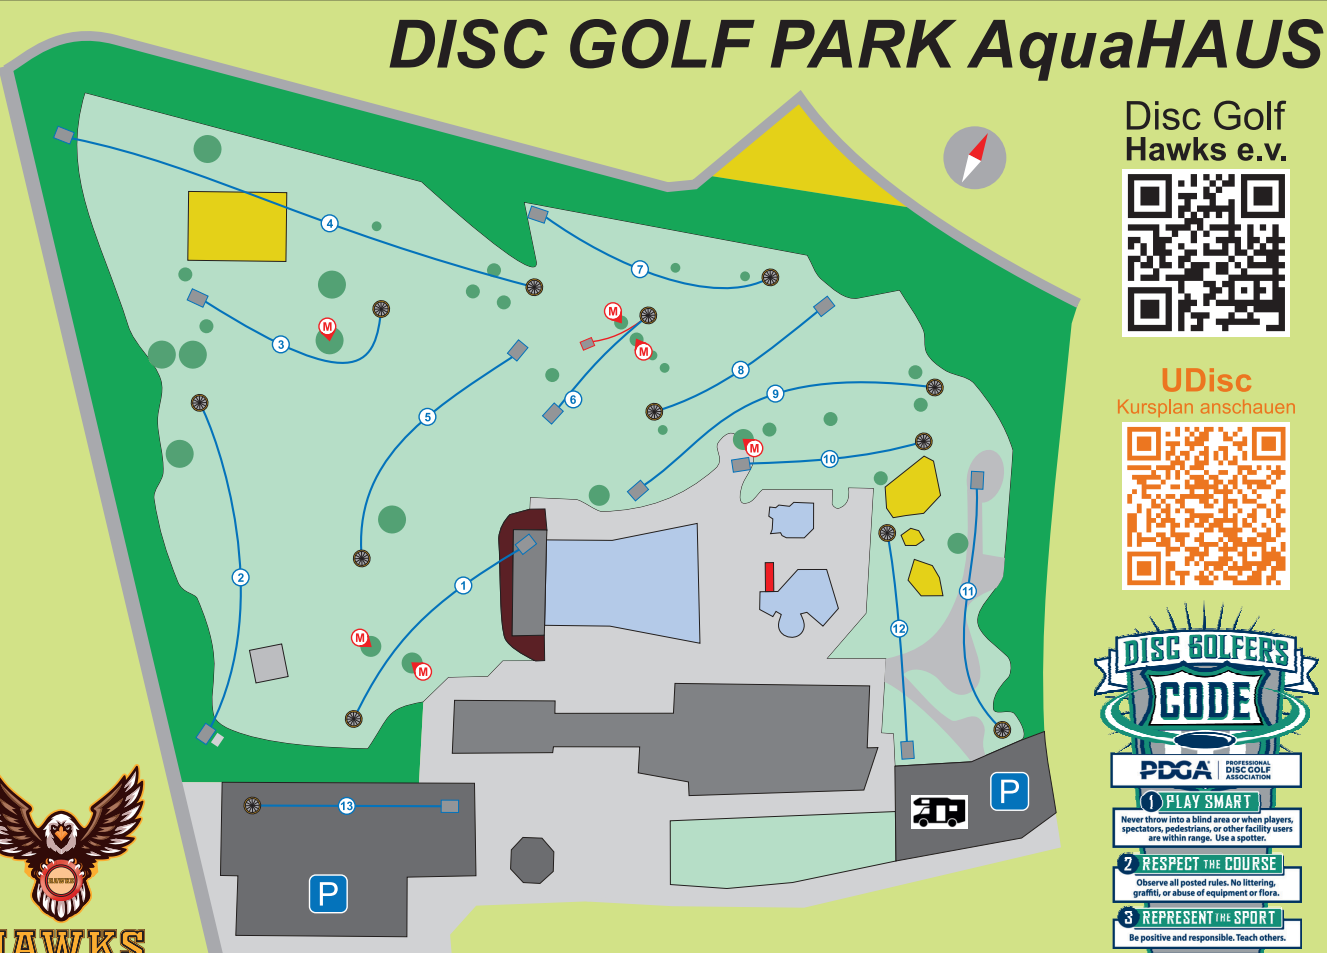 DISC GOLF PARK AquaHAUS
Disc Golf
Hawks e.v.
UDisc
Kursplan anschauen
4
7
M
M
3
M
8
6
9
5
M
10
2
1
11
12
M
M
13
P
P
HAWKS
HAWKS
DISC GOLFER'S
CODE
PDGA PROFESSIONAL
DISC GOLF
ASSOCIATION
1 PLAY SMART
Never throw into a blind area or when players,
spectators, pedestrians, or other facility users
are within range. Use a spotter.
2 RESPECT THE COURSE
Observe all posted rules. No littering,
graffiti, or abuse of equipment or flora.
3 REPRESENT THE SPORT
Be positive and responsible. Teach others.